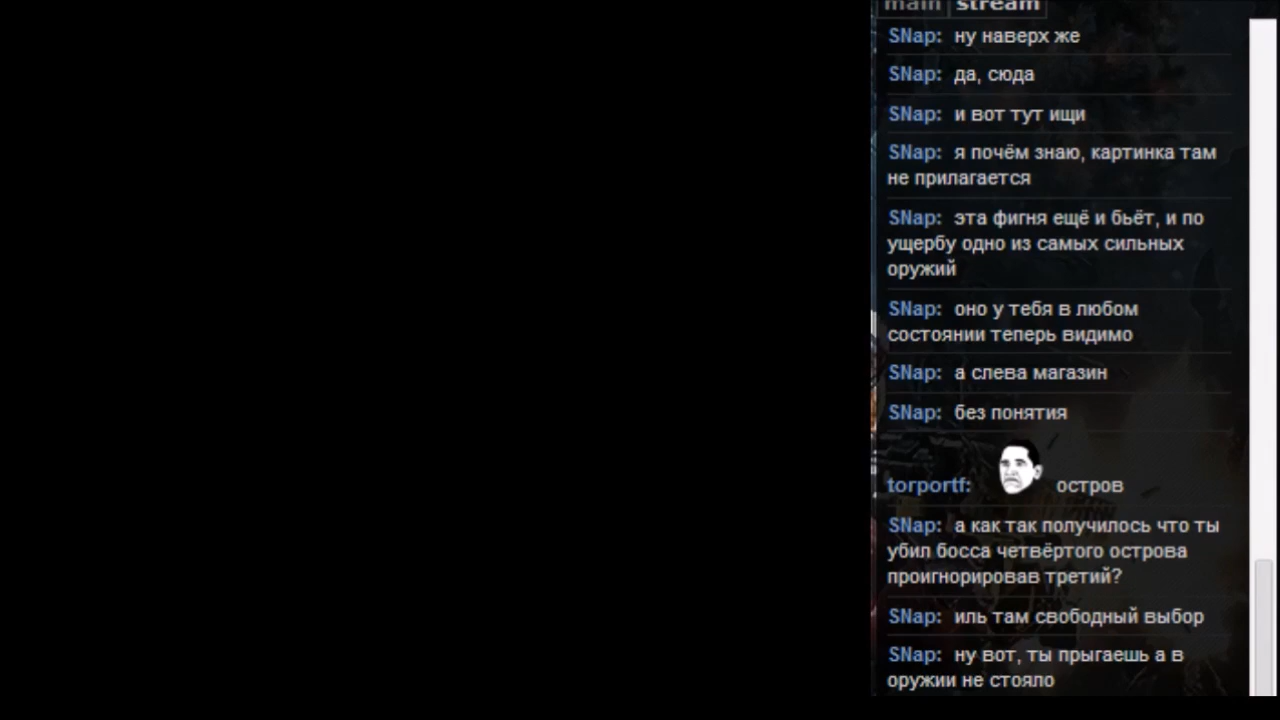 main stream
SNap: ну наверх же
SNap: да, сюда
SNap: и вот тут ищи
SNap: я почём знаю, картинка там
не прилагается
SNap: эта фигня ещё и бьёт, и по
ущербу одно из самых сильных
оружий
SNap: оно у тебя в любом
состоянии теперь видимо
SNap: а слева магазин
SNap: без понятия
torportf: остров
SNap: а как так получилось что ты
убил босса четвёртого острова
проигнорировав третий?
SNap: иль там свободный выбор
SNap: ну вот, ты прыгаешь а в
оружии не стояло